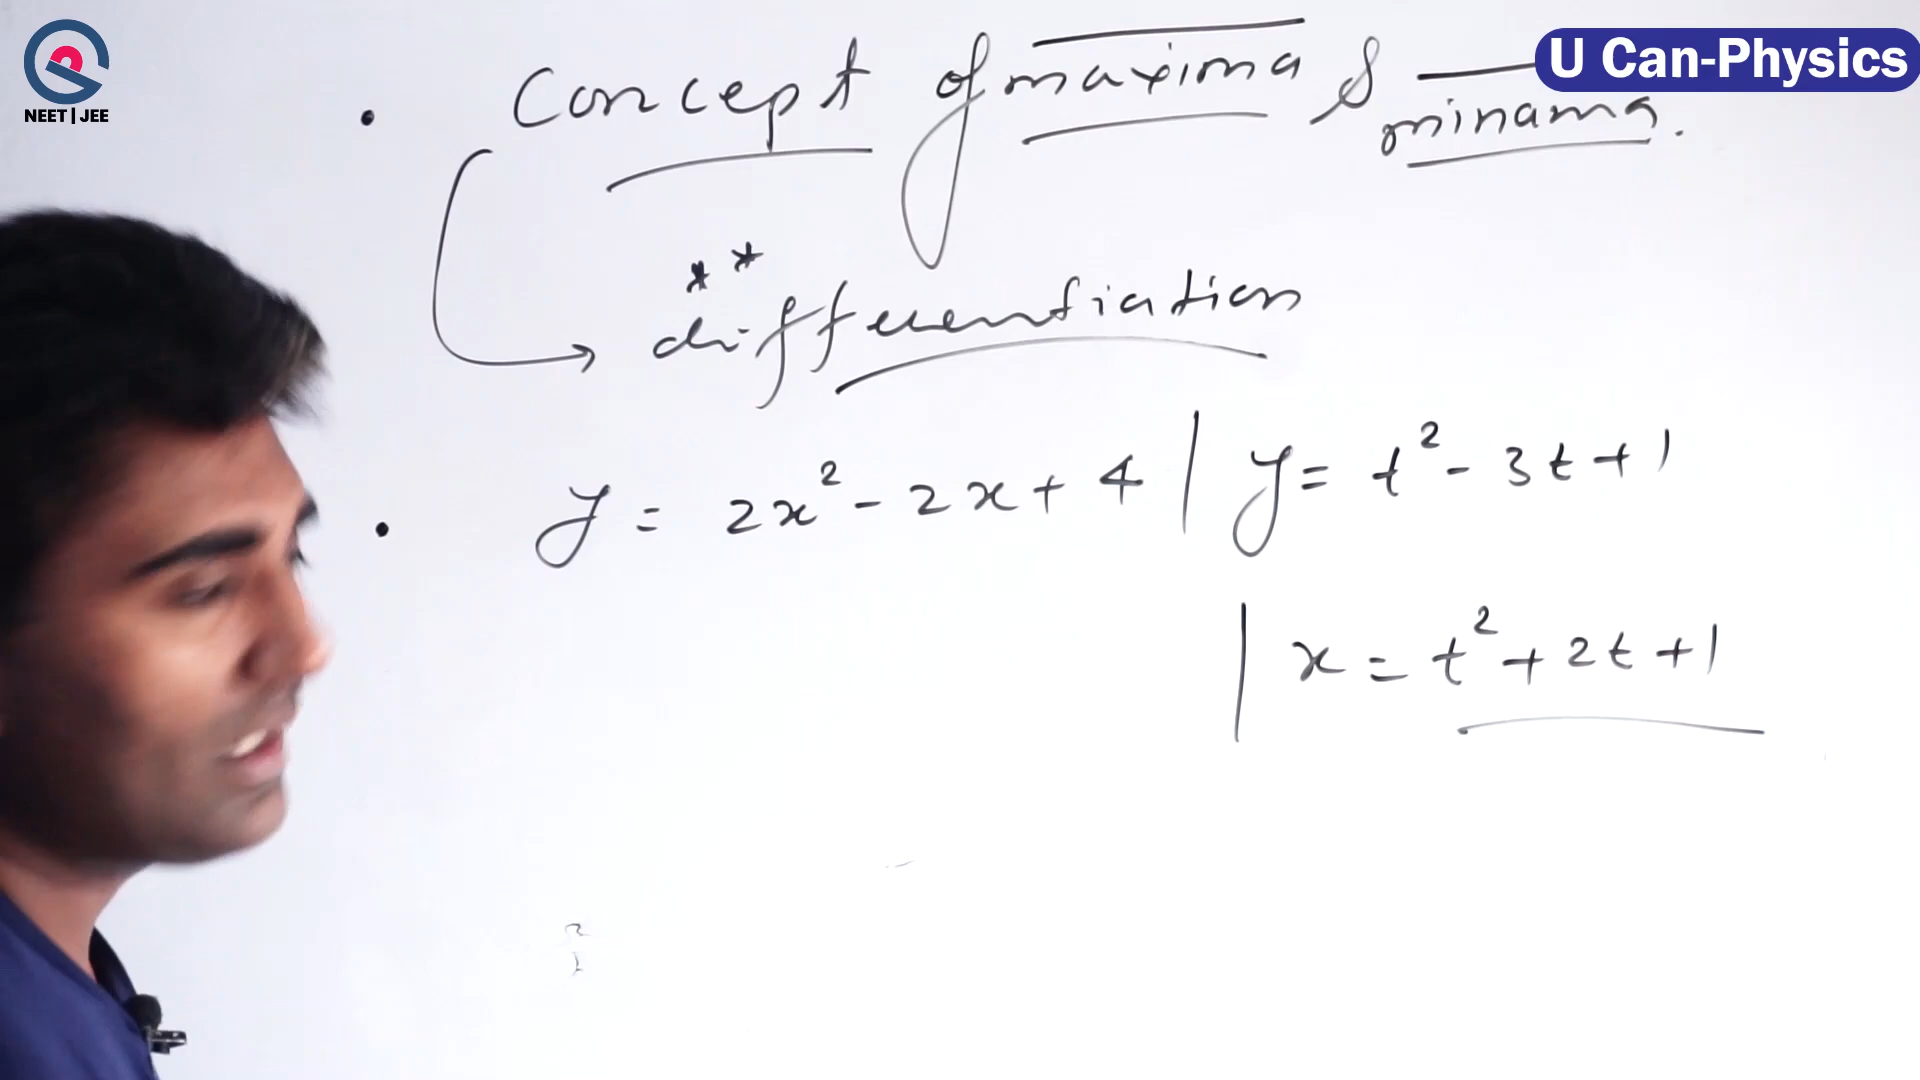 NEET|JEE
U Can-Physics
. Concept of maxima & minama.
** 
differentiation
. y = 2x² - 2x + 4 | y = t² - 3t + 1
| x = t² + 2t + 1